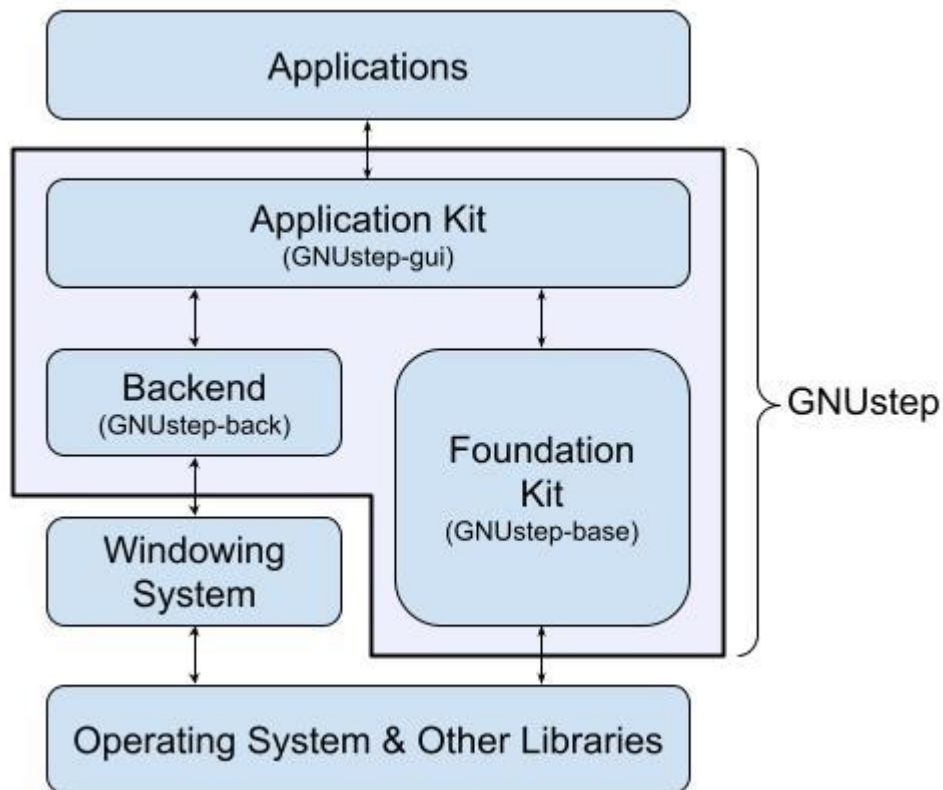 Applications
Application Kit
(GNUstep-gui)
Backend
(GNUstep-back)
GNUstep
Foundation
Kit
(GNUstep-base)
Windowing
System
Operating System & Other Libraries